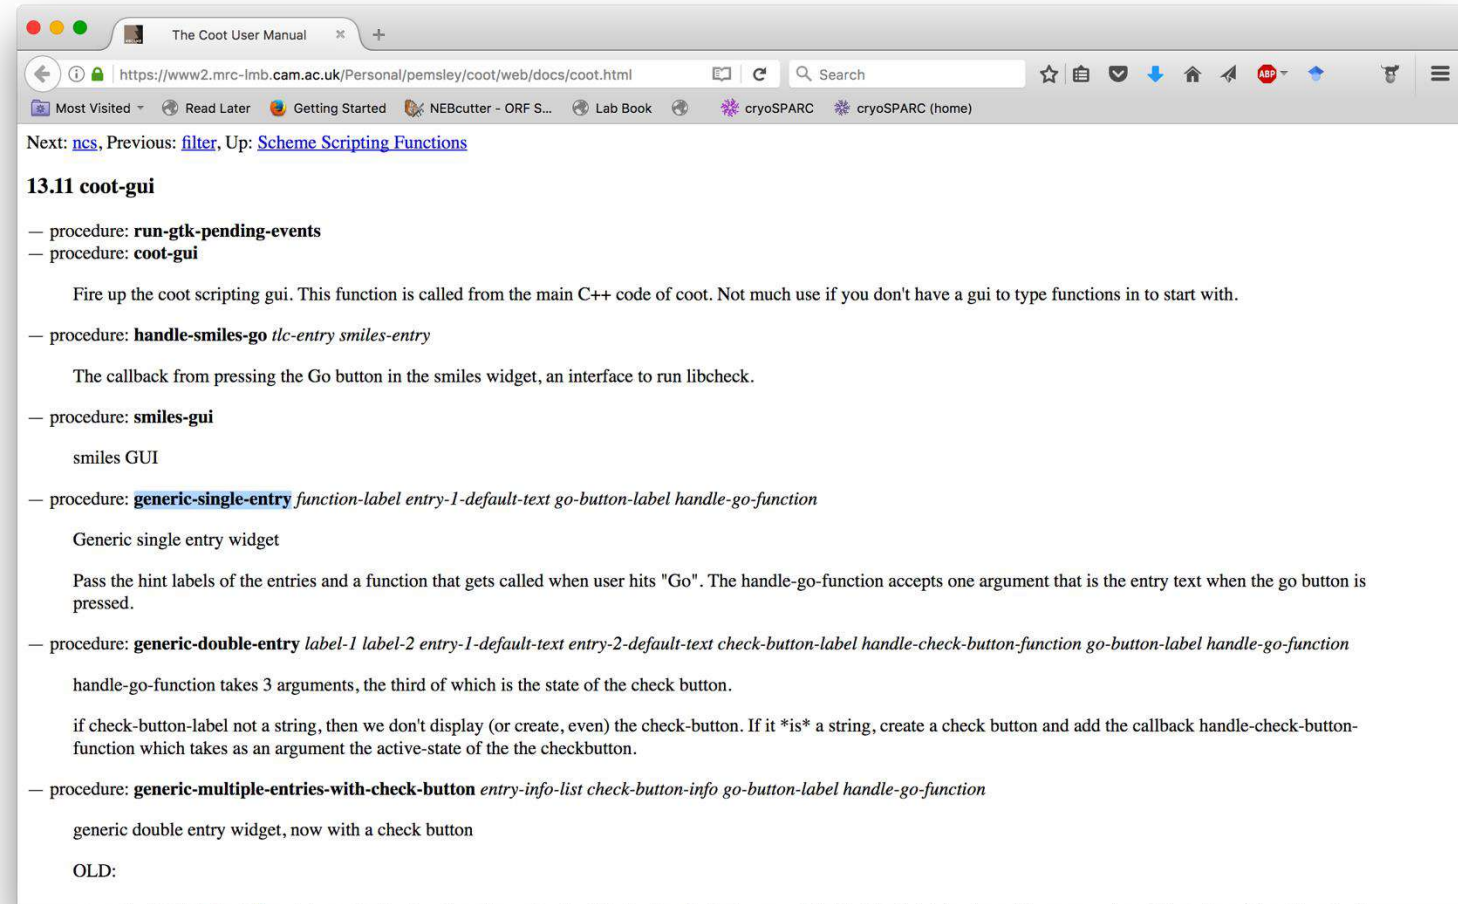 The Coot User Manual
https://www2.mrc-lmb.cam.ac.uk/Personal/pemsley/coot/web/docs/coot.html
Search
ABP
Most Visited
Read Later
Getting Started
NEBcutter - ORF S...
Lab Book
cryoSPARC
cryoSPARC (home)
Next: ncs, Previous: filter, Up: Scheme Scripting Functions
13.11 coot-gui
— procedure: run-gtk-pending-events
— procedure: coot-gui
Fire up the coot scripting gui. This function is called from the main C++ code of coot. Not much use if you don't have a gui to type functions in to start with.
— procedure: handle-smiles-go tlc-entry smiles-entry
The callback from pressing the Go button in the smiles widget, an interface to run libcheck.
— procedure: smiles-gui
smiles GUI
— procedure: generic-single-entry function-label entry-1-default-text go-button-label handle-go-function
Generic single entry widget
Pass the hint labels of the entries and a function that gets called when user hits "Go". The handle-go-function accepts one argument that is the entry text when the go button is
pressed.
— procedure: generic-double-entry label-1 label-2 entry-1-default-text entry-2-default-text check-button-label handle-check-button-function go-button-label handle-go-function
handle-go-function takes 3 arguments, the third of which is the state of the check button.
if check-button-label not a string, then we don't display (or create, even) the check-button. If it *is* a string, create a check button and add the callback handle-check-button-
function which takes as an argument the active-state of the the checkbutton.
— procedure: generic-multiple-entries-with-check-button entry-info-list check-button-info go-button-label handle-go-function
generic double entry widget, now with a check button
OLD: